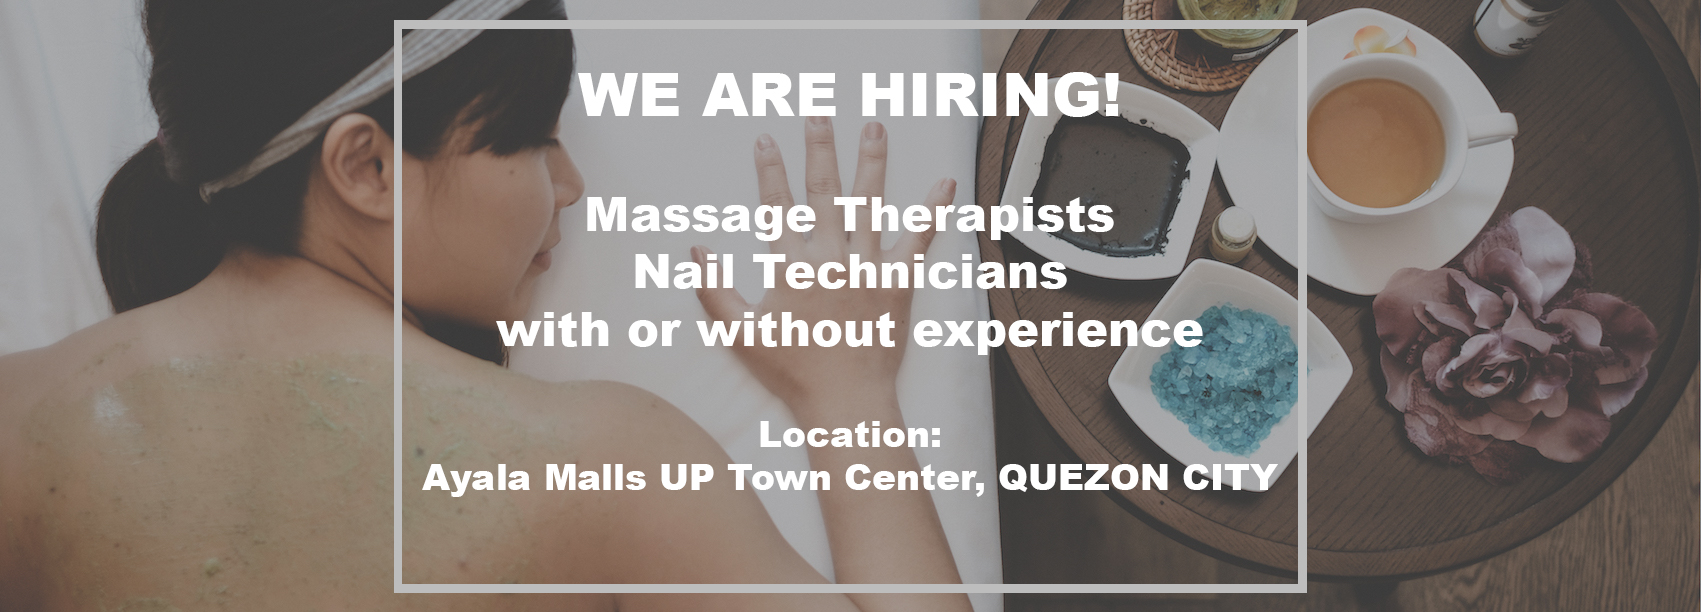 WE ARE HIRING!
Massage Therapists
Nail Technicians
with or without experience
Location:
Ayala Malls UP Town Center, QUEZON CITY